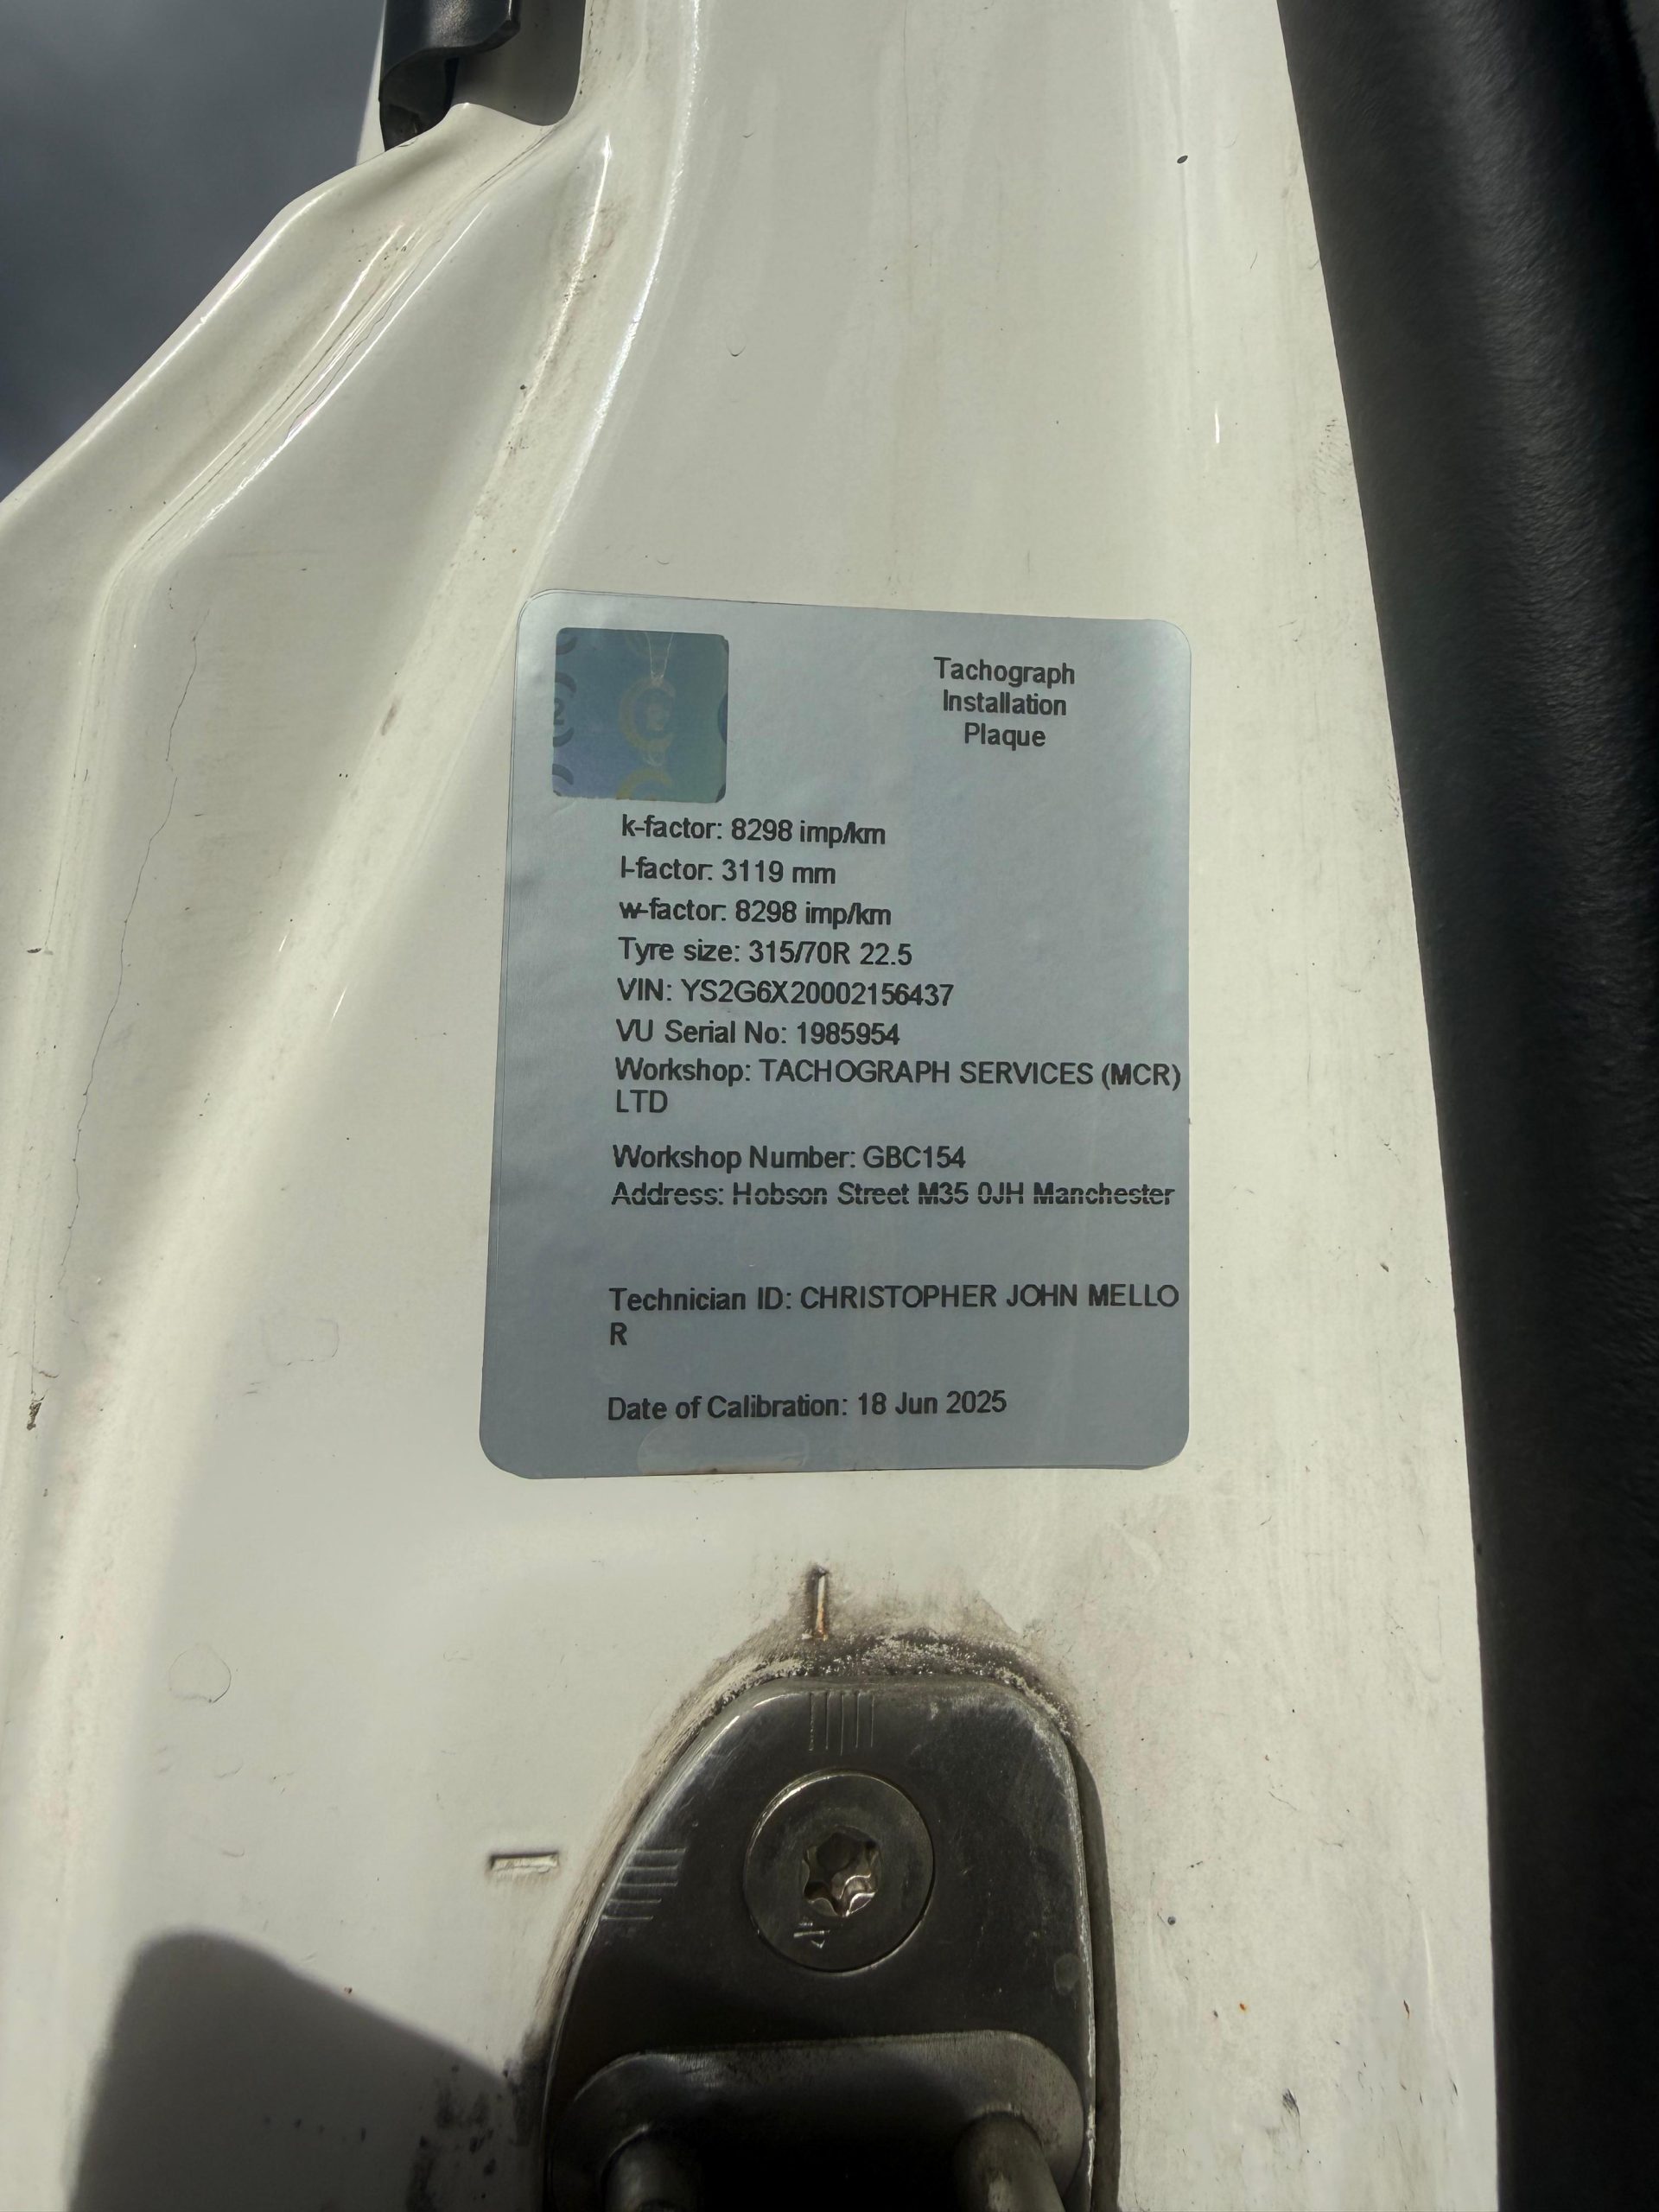 Tachograph
Installation
Plaque
k-factor: 8298 imp/km
l-factor: 3119 mm
w-factor: 8298 imp/km
Tyre size: 315/70R 22.5
VIN: YS2G6X20002156437
VU Serial No: 1985954
Workshop: TACHOGRAPH SERVICES (MCR)
LTD
Workshop Number: GBC154
Address: Hobson Street M35 0JH Manchester
Technician ID: CHRISTOPHER JOHN MELLO
R
Date of Calibration: 18 Jun 2025